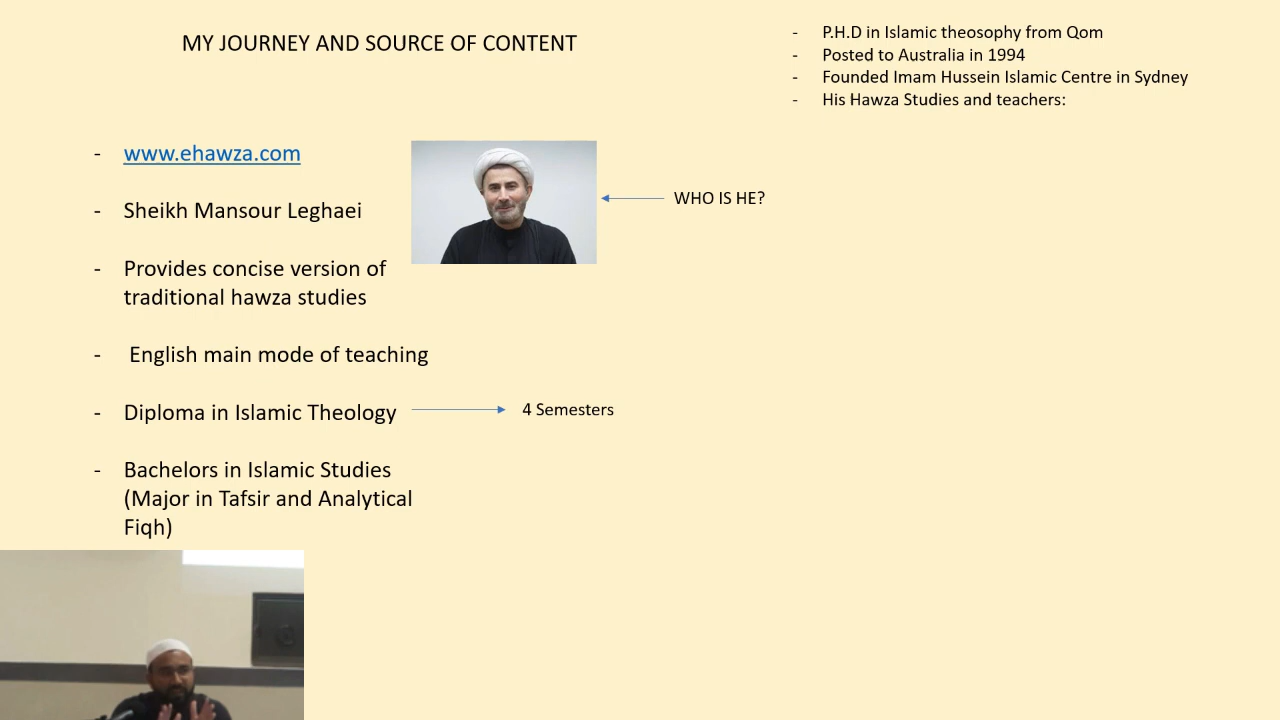 MY JOURNEY AND SOURCE OF CONTENT
- P.H.D in Islamic theosophy from Qom
- Posted to Australia in 1994
- Founded Imam Hussein Islamic Centre in Sydney
- His Hawza Studies and teachers:
- www.ehawza.com
- Sheikh Mansour Leghaei
WHO IS HE?
- Provides concise version of
traditional hawza studies
- English main mode of teaching
- Diploma in Islamic Theology
4 Semesters
- Bachelors in Islamic Studies
(Major in Tafsir and Analytical
Fiqh)